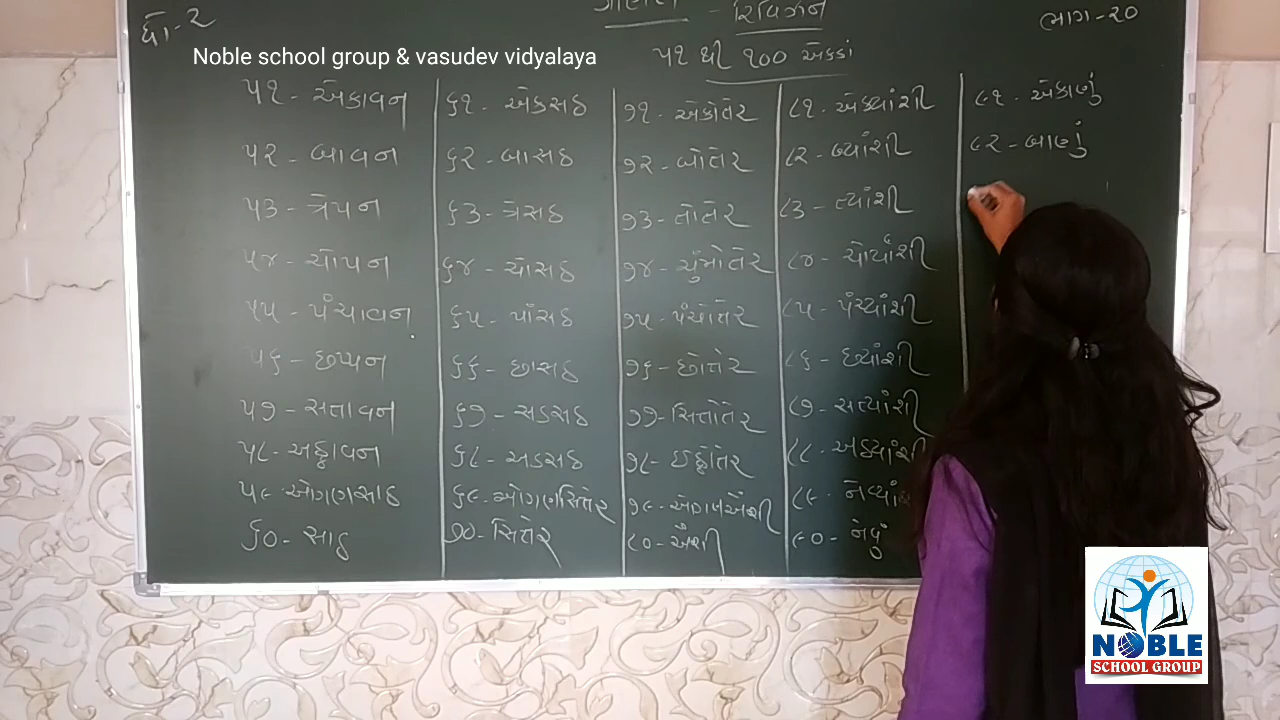 ધો-૨
- રિવિઝન
ભાગ-૨૦
Noble school group & vasudev vidyalaya
૫૧ થી ૧૦૦ એકડાં
૫૧- એકાવન
૫૨ - બાવન
૫૩ - ત્રેપન
૫૪ - ચોપન
૫૫ - પંચાવન
૫૬ - છપ્પન
૫૭ - સત્તાવન
૫૮ - અઠ્ઠાવન
૫૯ - ઓગણસાઠ
૬૦ - સાઠ
૬૧ - એકસઠ
૬૨ - બાસઠ
૬૩ - ત્રેસઠ
૬૪ - ચોસઠ
૬૫ - પાંસઠ
૬૬ - છાસઠ
૬૭ - સડસઠ
૬૮ - અડસઠ
૬૯ - ઓગણસિત્તેર
૭૦ - સિત્તેર
૭૧ - એકોતેર
૭૨ - બોતેર
૭૩ - તોતેર
૭૪ - ચુંમોતેર
૭૫ - પંચોતેર
૭૬ - છોતેર
૭૭ - સિત્તોતેર
૭૮ - ઈઠ્ઠોતેર
૭૯ - એગણએંશી
૮૦ - એંશી
૮૧ - એક્યાંશી
૮૨ - બ્યાંશી
૮૩ - ત્યાંશી
૮૪ - ચોર્યાંશી
૮૫ - પંચ્યાંશી
૮૬ - છ્યાંશી
૮૭ - સત્યાંશી
૮૮ - અઠ્યાંશી
૮૯ - નેવ્યાં
૯૦ - નેવું
૯૧ - એકાણું
૯૨ - બાણું
NOBLE
SCHOOL GROUP